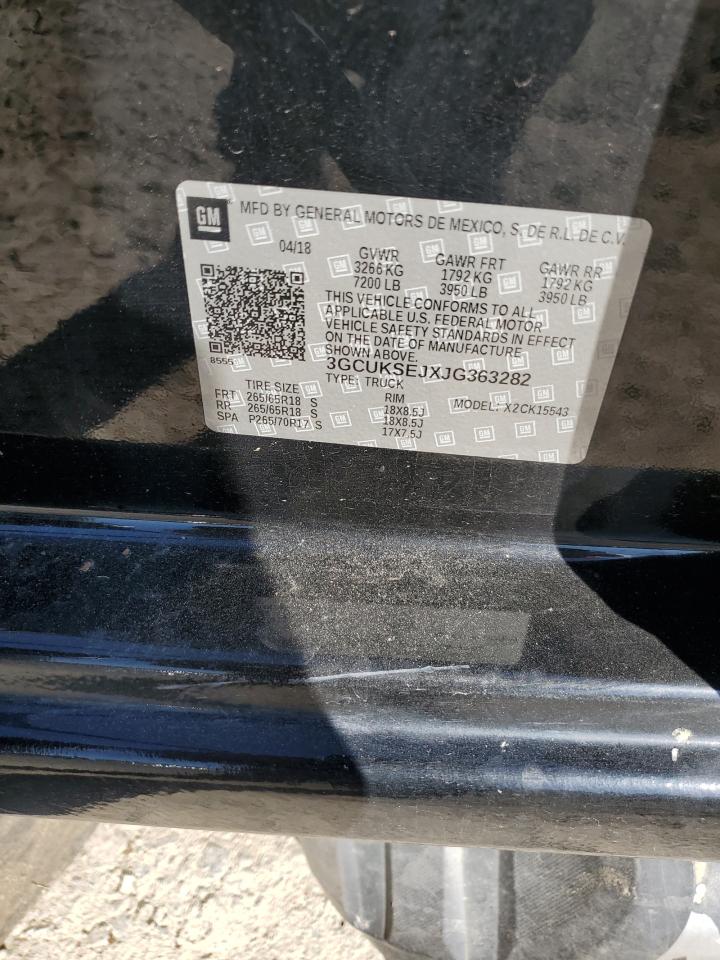 GM MFD BY GENERAL MOTORS DE MEXICO, S. DE R.L. DE C.V.
04/18 GVWR GAWR FRT GAWR RR
3266 KG 1792 KG 1792 KG
7200 LB 3950 LB 3950 LB
THIS VEHICLE CONFORMS TO ALL
APPLICABLE U.S. FEDERAL MOTOR
VEHICLE SAFETY STANDARDS IN EFFECT
ON THE DATE OF MANUFACTURE
SHOWN ABOVE.
8555
3GCUKSEJXJG363282
TYPE: TRUCK MODEL: X2CK15543
TIRE SIZE RIM
FRT 265/65R18 S 18X8.5J
RR 265/65R18 S 18X8.5J
SPA P265/70R17 S 17X7.5J